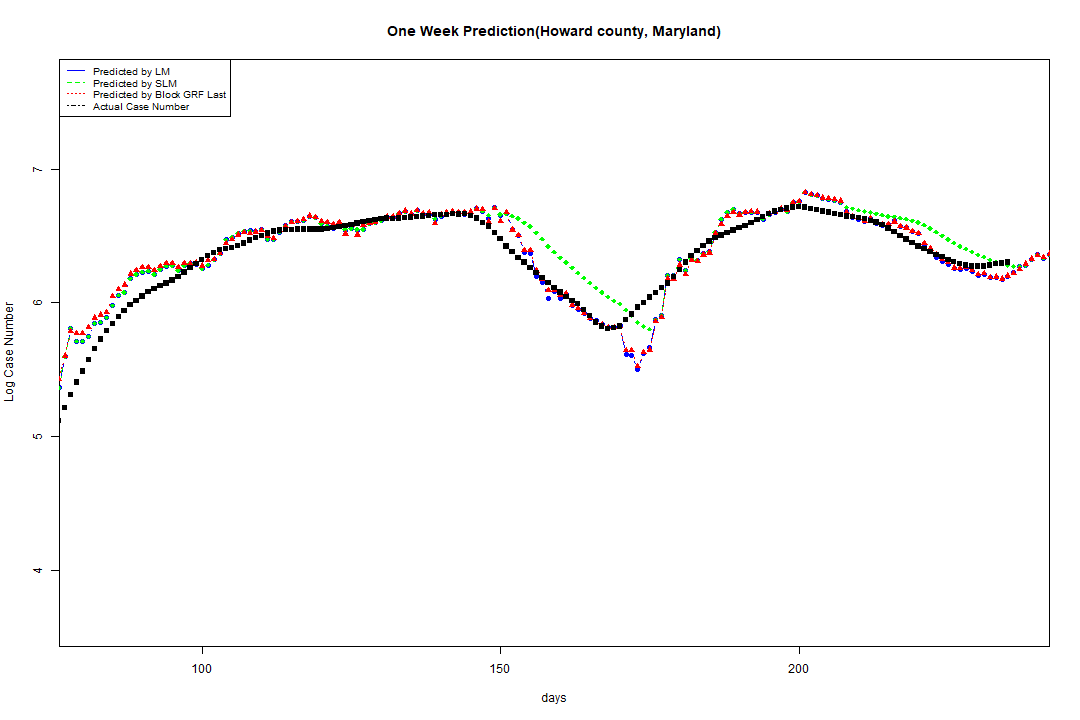 One Week Prediction(Howard county, Maryland)
Predicted by LM
Predicted by SLM
Predicted by Block GRF Last
Actual Case Number
7
6
5
4
Log Case Number
100
150
200
days